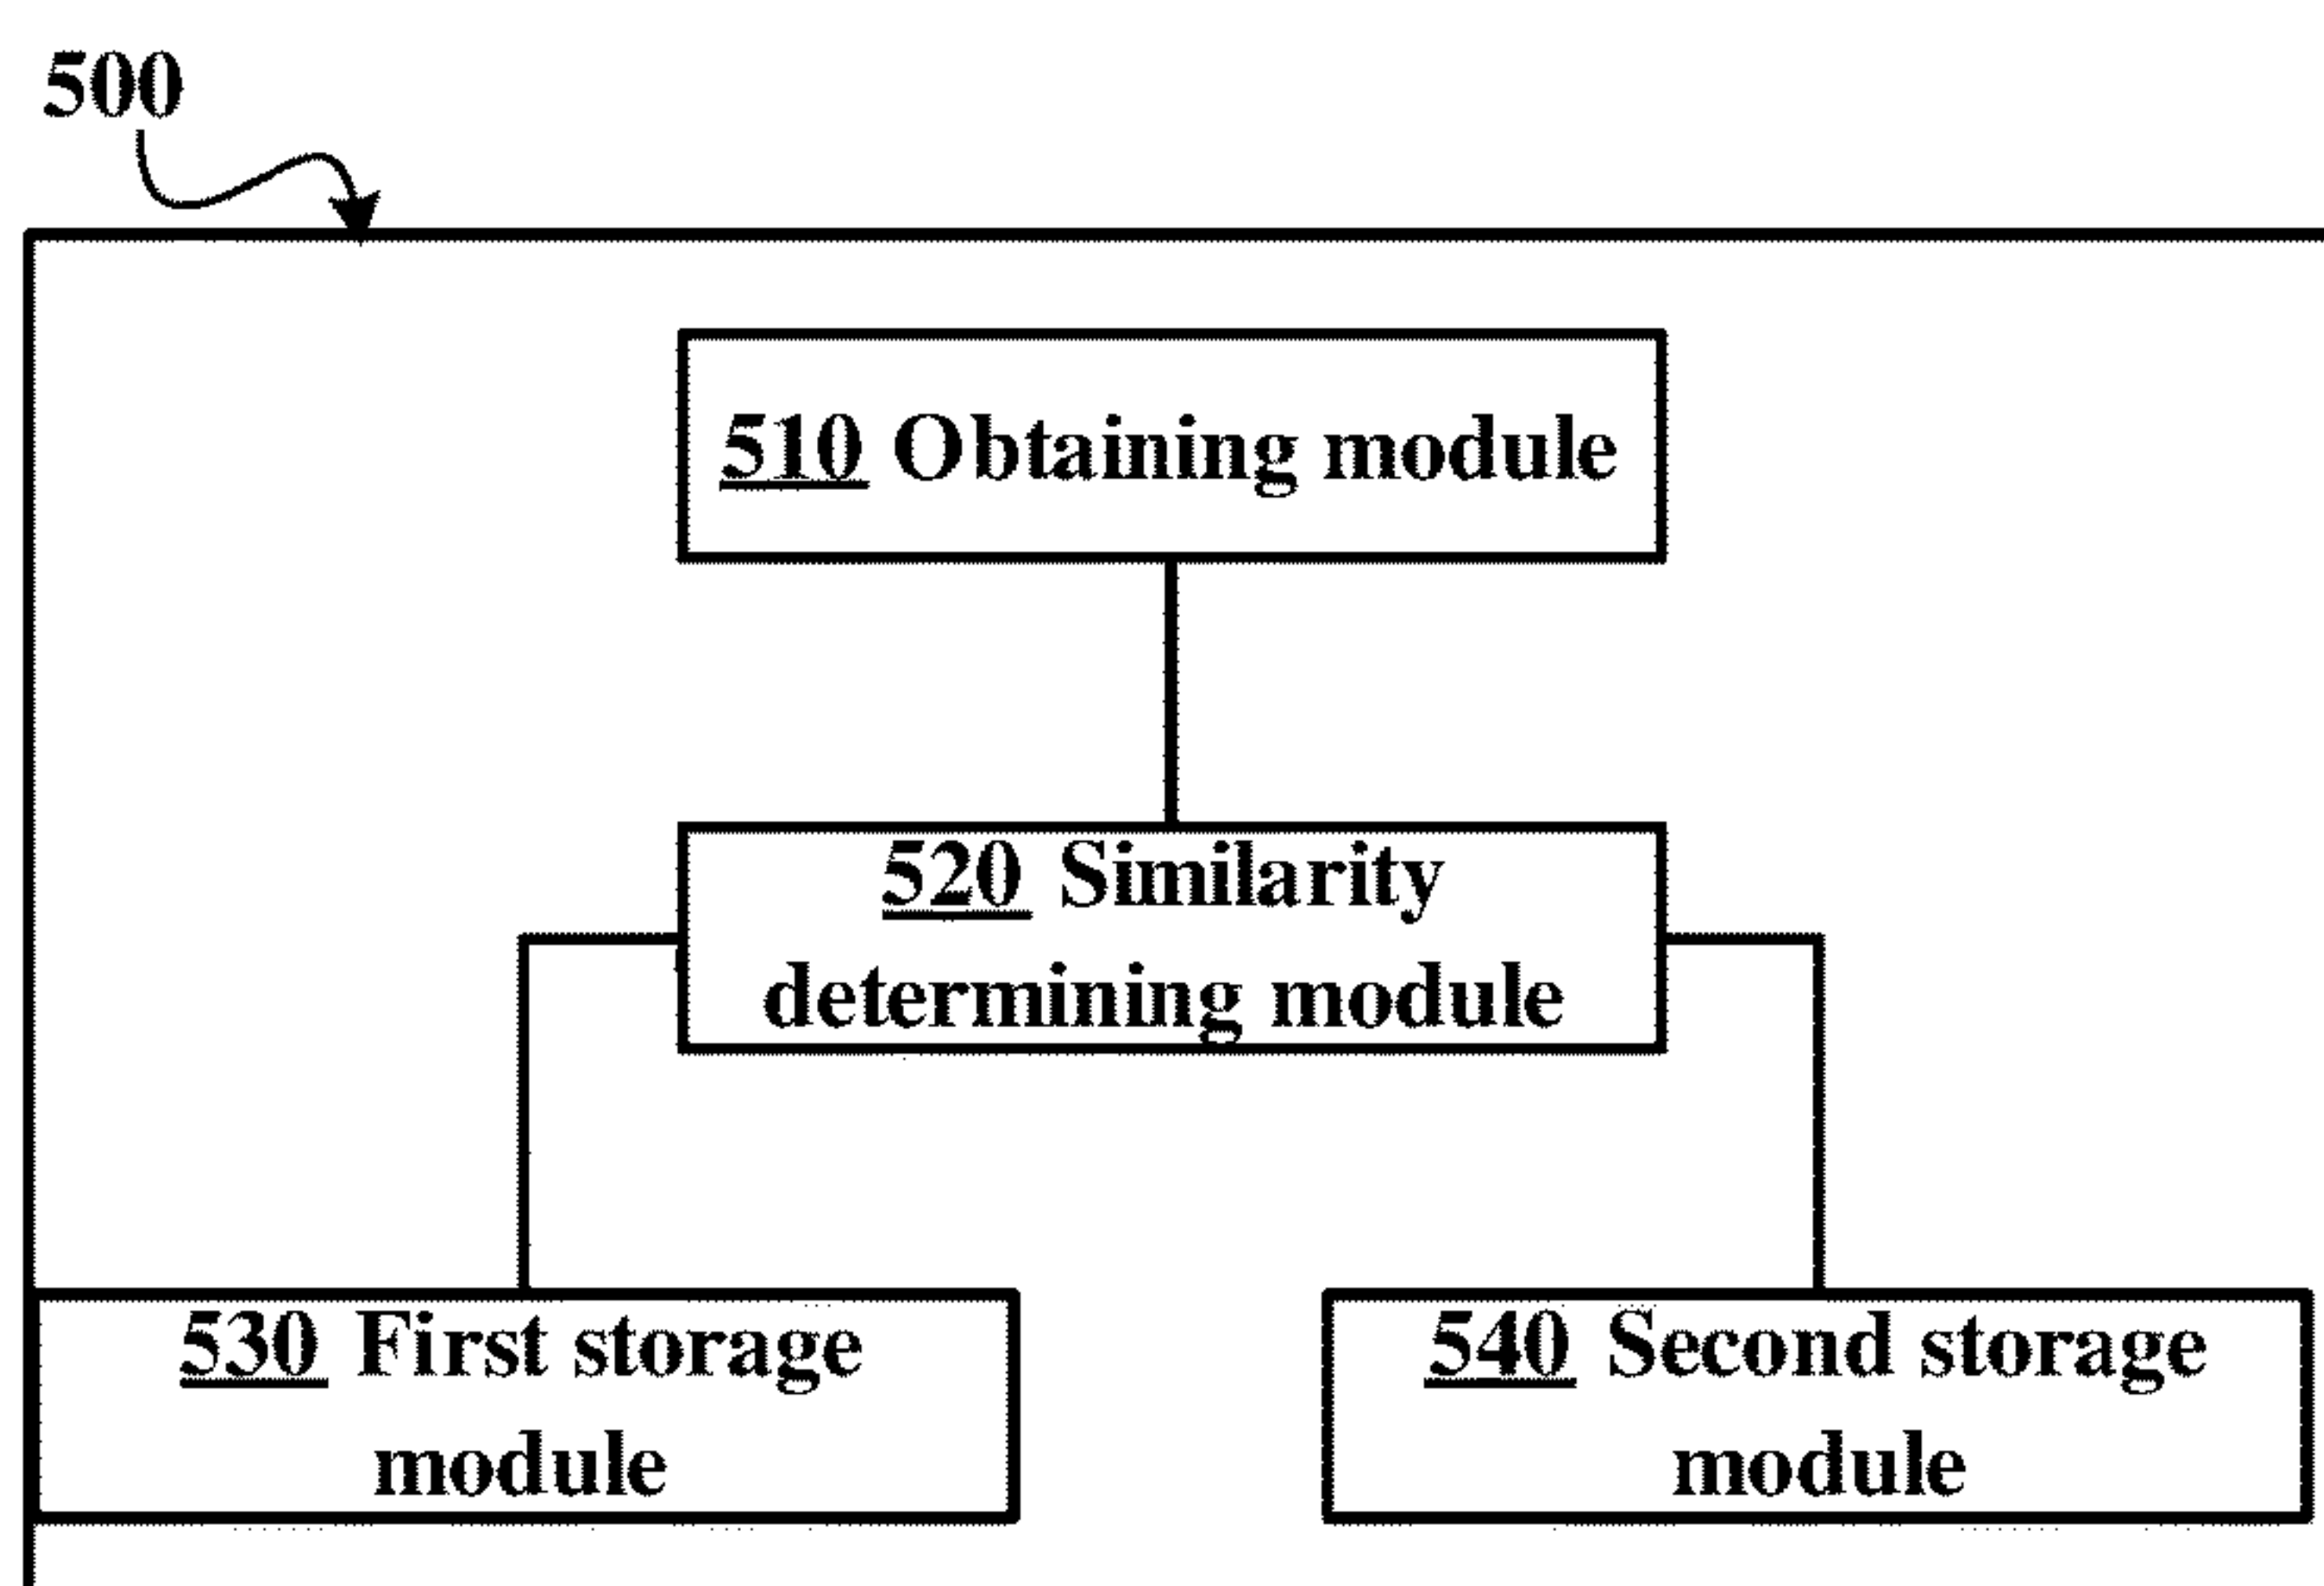 500
510 Obtaining module
520 Similarity
determining module
530 First storage
module
540 Second storage
module